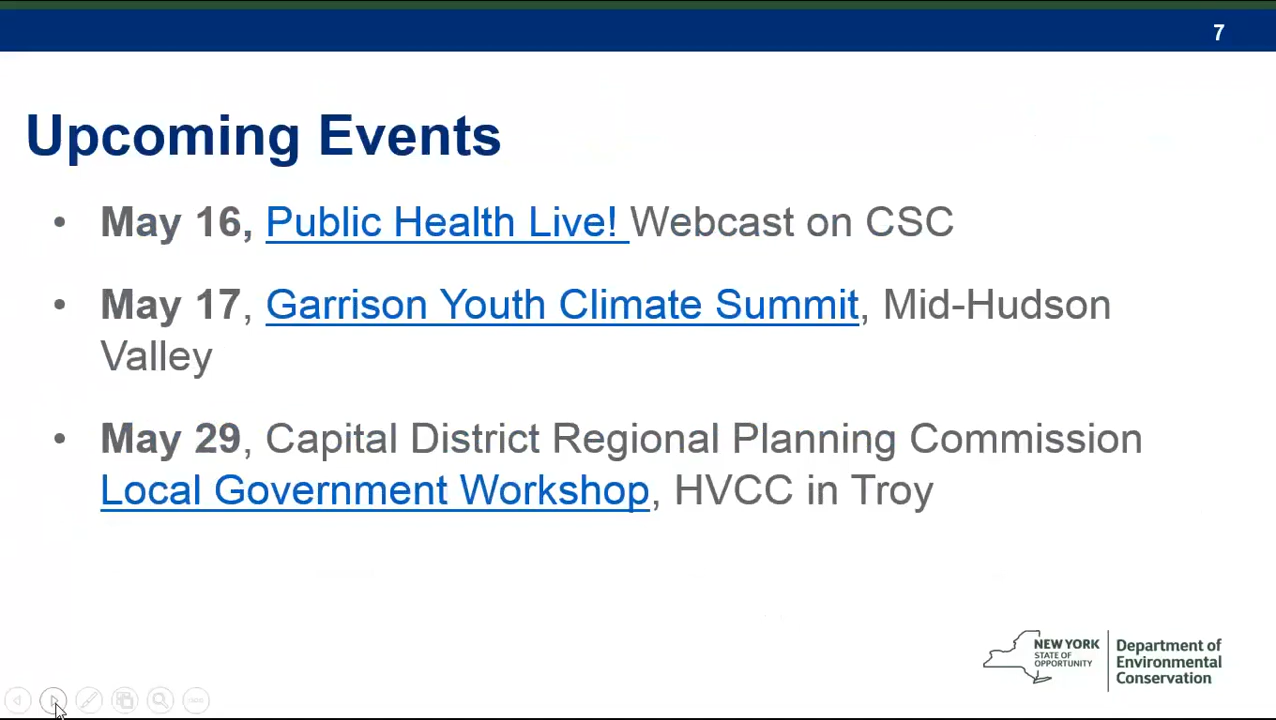 7
Upcoming Events
• May 16, Public Health Live! Webcast on CSC
• May 17, Garrison Youth Climate Summit, Mid-Hudson
Valley
• May 29, Capital District Regional Planning Commission
Local Government Workshop, HVCC in Troy
NEW YORK
STATE OF
OPPORTUNITY
Department of
Environmental
Conservation